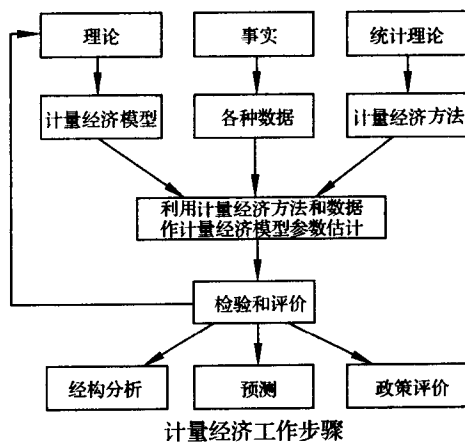 理论
事实
统计理论
计量经济模型
各种数据
计量经济方法
利用计量经济方法和数据
作计量经济模型参数估计
检验和评价
经构分析
预测
政策评价
计量经济工作步骤